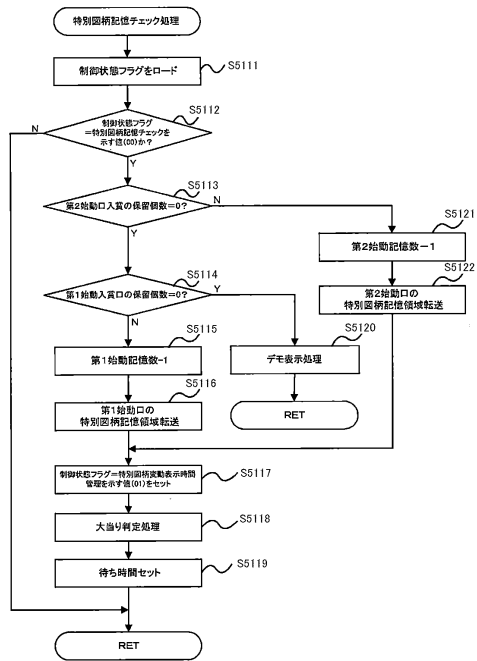 特別図柄記憶チェック処理
制御状態フラグをロード
S5111
制御状態フラグ
=特別図柄記憶チェックを
示す値(00)か?
S5112
N
Y
第2始動口入賞の保留個数=0?
S5113
N
Y
第2始動記憶数-1
S5121
第2始動口の
特別図柄記憶領域転送
S5122
第1始動入賞口の保留個数=0?
S5114
Y
N
第1始動記憶数-1
S5115
デモ表示処理
S5120
第1始動口の
特別図柄記憶領域転送
S5116
RET
制御状態フラグ=特別図柄変動表示時間
管理を示す値(01)をセット
S5117
大当り判定処理
S5118
待ち時間セット
S5119
RET